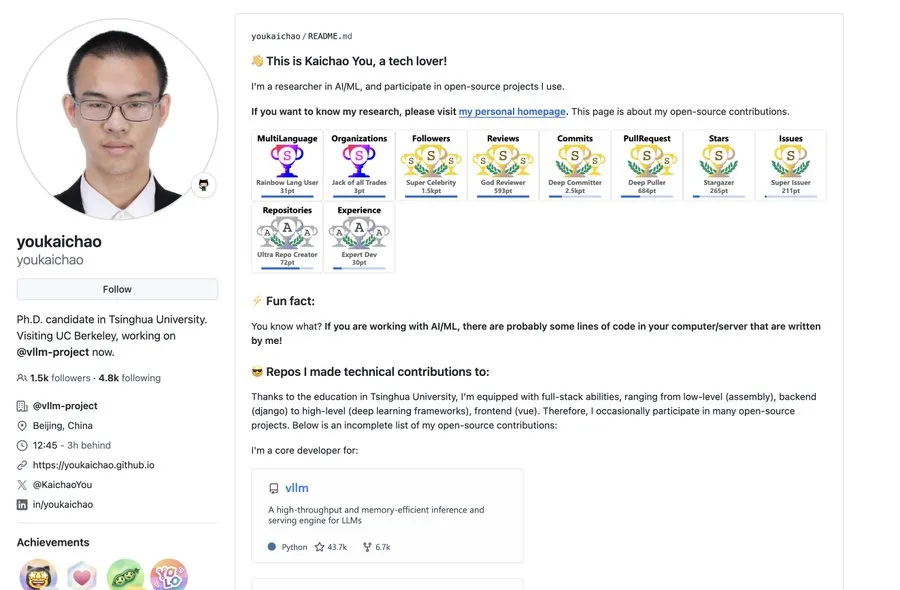 youkaichao
youkaichao
Follow
Ph.D. candidate in Tsinghua University.
Visiting UC Berkeley, working on
@vllm-project now.
1.5k followers · 4.8k following
@vllm-project
Beijing, China
12:45 - 3h behind
https://youkaichao.github.io
@KaichaoYou
in/youkaichao
Achievements
YOLO
youkaichao/README.md
👋 This is Kaichao You, a tech lover!
I'm a researcher in AI/ML, and participate in open-source projects I use.
If you want to know my research, please visit my personal homepage. This page is about my open-source contributions.
MultiLanguage
S
Rainbow Lang User
31pt
Organizations
S
Jack of all Trades
3pt
Followers
S S S
Super Celebrity
1.5kpt
Reviews
S S S
God Reviewer
593pt
Commits
S S
Deep Committer
2.5kpt
PullRequest
S S
Deep Puller
684pt
Stars
S
Stargazer
265pt
Issues
S
Super Issuer
211pt
Repositories
A A A
Ultra Repo Creator
72pt
Experience
A A A
Expert Dev
30pt
⚡ Fun fact:
You know what? If you are working with AI/ML, there are probably some lines of code in your computer/server that are written
by me!
😎 Repos I made technical contributions to:
Thanks to the education in Tsinghua University, I'm equipped with full-stack abilities, ranging from low-level (assembly), backend
(django) to high-level (deep learning frameworks), frontend (vue). Therefore, I occasionally participate in many open-source
projects. Below is an incomplete list of my open-source contributions:
I'm a core developer for:
vllm
A high-throughput and memory-efficient inference and
serving engine for LLMs
Python 43.7k 6.7k